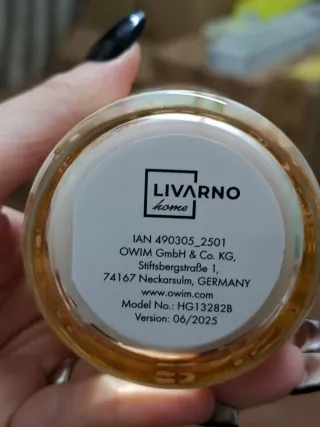 LIVARNO
home
IAN 490305_2501
OWIM GmbH & Co. KG,
Stiftsbergstraße 1,
74167 Neckarsulm, GERMANY
www.owim.com
Model No.: HG13282B
Version: 06/2025